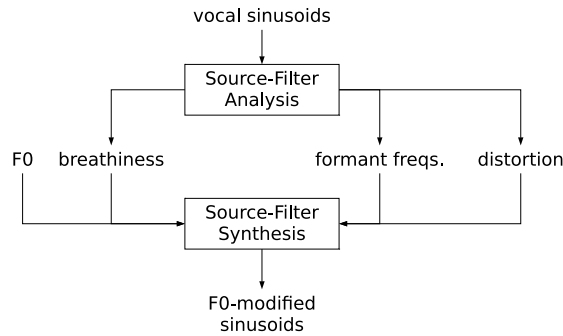 vocal sinusoids
Source-Filter
Analysis
F0 breathiness formant freqs. distortion
Source-Filter
Synthesis
F0-modified
sinusoids